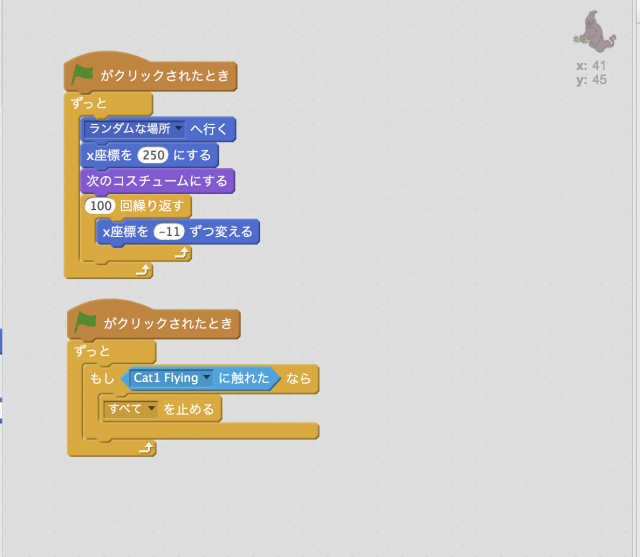 x: 41
y: 45
がクリックされたとき
ずっと
ランダムな場所 へ行く
x座標を 250 にする
次のコスチュームにする
100 回繰り返す
x座標を -11 ずつ変える
がクリックされたとき
ずっと
もし Cat1 Flying に触れた なら
すべて を止める